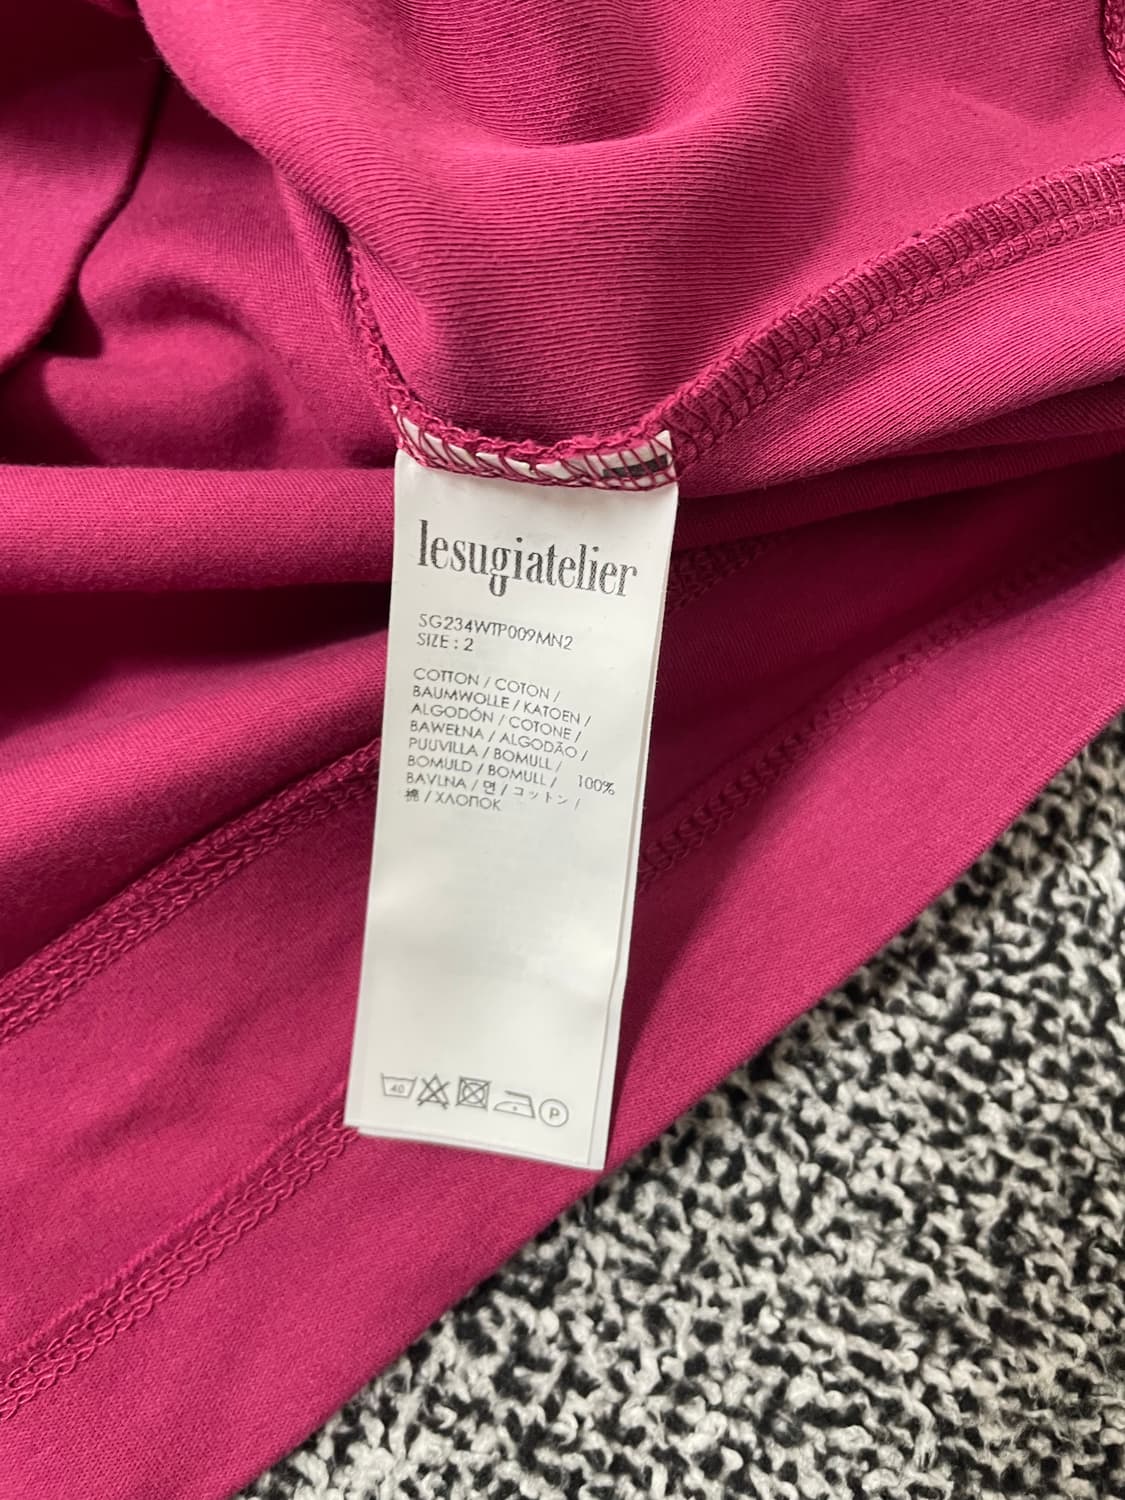 lesugiatelier
SG234WTP009MN2
SIZE : 2
COTTON / COTON /
BAUMWOLLE / KATOEN /
ALGODÓN / COTONE /
BAWEŁNA / ALGODÃO /
PUUVILLA / BOMULL /
BOMULD / BOMULL / 100%
BAVLNA / 면 / コットン /
棉 / ХЛОПОК
40
P